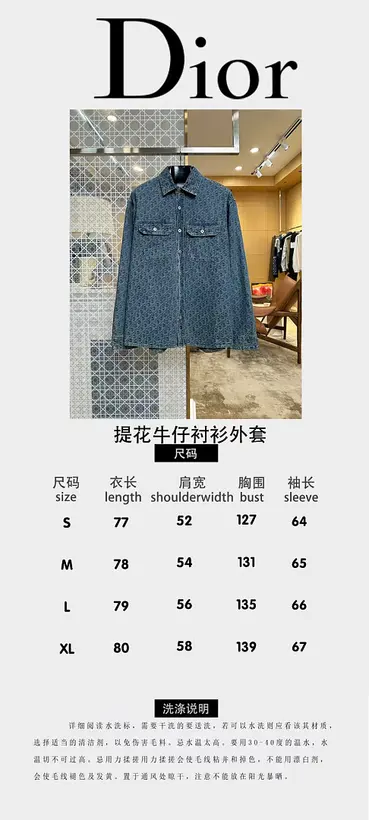 Dior
提花牛仔衬衫外套
尺码
尺码 衣长 肩宽 胸围 袖长
size length shoulderwidth bust sleeve
S 77 52 127 64
M 78 54 131 65
L 79 56 135 66
XL 80 58 139 67
洗涤说明
详细阅读水洗标，需要干洗的要送洗，若可以水洗则应看该其材质，
选择适当的清洁剂，以免伤害毛料。总水温太高，要用30-40度的温水，水
温切不可过高。总用力揉搓用力揉搓会使毛线粘并和掉色，不能用漂白剂，
会使毛线褪色及发黄。置于通风处晾干，注意不能放在阳光暴晒。